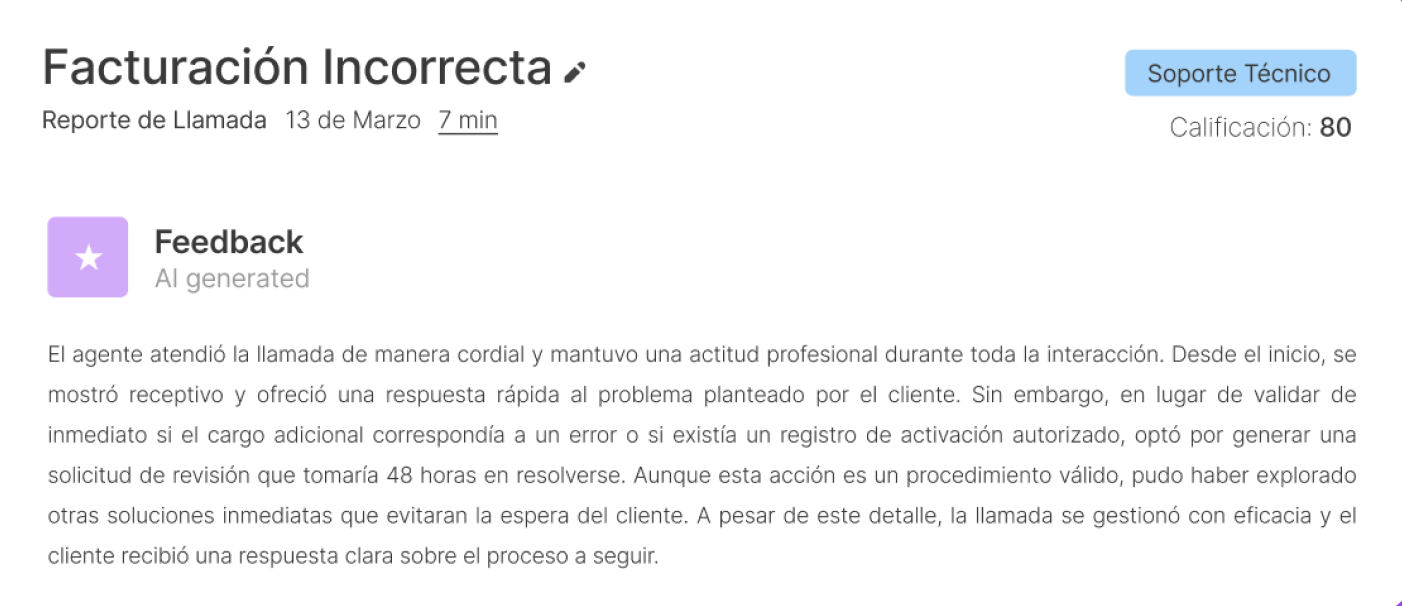 Facturación Incorrecta
Soporte Técnico
Reporte de Llamada 13 de Marzo 7 min
Calificación: 80
Feedback
AI generated
El agente atendió la llamada de manera cordial y mantuvo una actitud profesional durante toda la interacción. Desde el inicio, se
mostró receptivo y ofreció una respuesta rápida al problema planteado por el cliente. Sin embargo, en lugar de validar de
inmediato si el cargo adicional correspondía a un error o si existía un registro de activación autorizado, optó por generar una
solicitud de revisión que tomaría 48 horas en resolverse. Aunque esta acción es un procedimiento válido, pudo haber explorado
otras soluciones inmediatas que evitaran la espera del cliente. A pesar de este detalle, la llamada se gestionó con eficacia y el
cliente recibió una respuesta clara sobre el proceso a seguir.